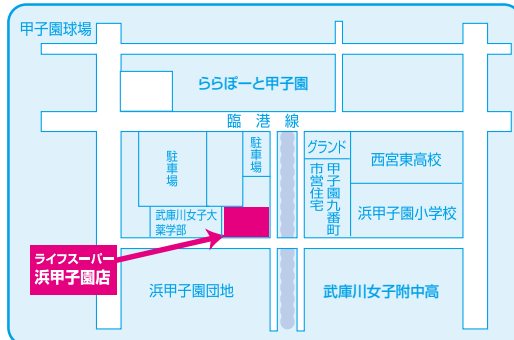 甲子園球場
ららぽーと甲子園
臨港線
駐車場
駐車場
グランド
甲子園九番町
市営住宅
西宮東高校
浜甲子園小学校
武庫川女子大
薬学部
ライフスーパー
浜甲子園店
浜甲子園団地
武庫川女子附中高